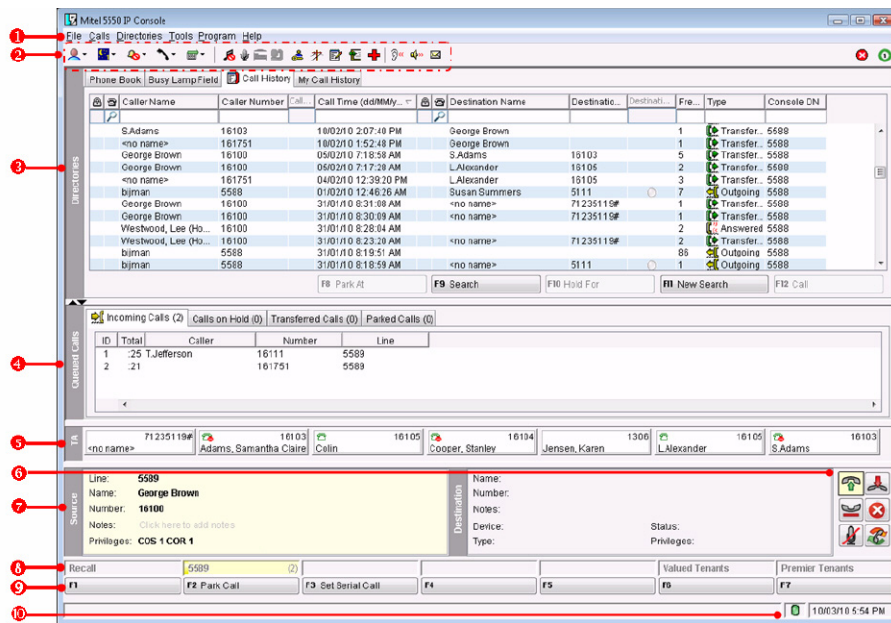 Mitel 5550 IP Console
1 File Calls Directories Tools Program Help
2
Phone Book Busy Lamp Field Call History My Call History
Caller Name Caller Number Call... Call Time (dd/MM/y... Destination Name Destinatio... Destinati... Fre... Type Console DN
S.Adams 16103 10/02/10 2:07:40 PM George Brown 1 Transfer... 5588
<no name> 161751 10/02/10 1:52:48 PM George Brown 1 Transfer... 5588
George Brown 16100 05/02/10 7:18:58 AM S.Adams 16103 5 Transfer... 5588
George Brown 16100 05/02/10 7:17:28 AM L.Alexander 16105 2 Transfer... 5588
<no name> 161751 04/02/10 12:39:20 PM L.Alexander 16105 3 Transfer... 5588
bijman 5588 01/02/10 12:46:26 AM Susan Summers 5111 7 Outgoing 5588
George Brown 16100 31/01/10 8:31:08 AM <no name> 71235119# 1 Transfer... 5588
George Brown 16100 31/01/10 8:30:09 AM <no name> 71235119# 1 Transfer... 5588
Westwood, Lee (Ho... 16100 31/01/10 8:28:04 AM 2 Answered 5588
Westwood, Lee (Ho... 16100 31/01/10 8:23:20 AM <no name> 71235119# 2 Transfer... 5588
bijman 5588 31/01/10 8:19:51 AM 86 Outgoing 5588
bijman 5588 31/01/10 8:18:59 AM <no name> 5111 1 Outgoing 5588
3 Directories
F8 Park At F9 Search F10 Hold For F11 New Search F12 Call
Incoming Calls (2) Calls on Hold (0) Transferred Calls (0) Parked Calls (0)
ID Total Caller Number Line
1 :25 T.Jefferson 16111 5589
2 :21 161751 5589
4 Queued Calls
5 TA
71235119# 16103 16105 16104 1306 16105 16103
<no name> Adams, Samantha Claire Colin Cooper, Stanley Jensen, Karen L.Alexander S.Adams
6
7 Source
Line: 5589
Name: George Brown
Number: 16100
Notes: Click here to add notes
Privileges: COS 1 COR 1
Destination
Name:
Number:
Notes:
Device: Status:
Type: Privileges:
8 Recall 5589 (2) Valued Tenants Premier Tenants
9 F1 F2 Park Call F3 Set Serial Call F4 F5 F6 F7
10 10/03/10 5:54 PM